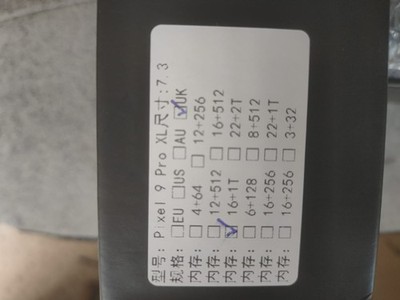 型号: Pixel 9 Pro XL尺寸:7.3
规格: □EU □US □AU ☑UK
内存: □4+64 □12+256
内存: □12+512 □16+512
内存: ☑16+1T □22+2T
内存: □6+128 □8+512
内存: □16+256 □22+1T
内存: □16+256 □3+32